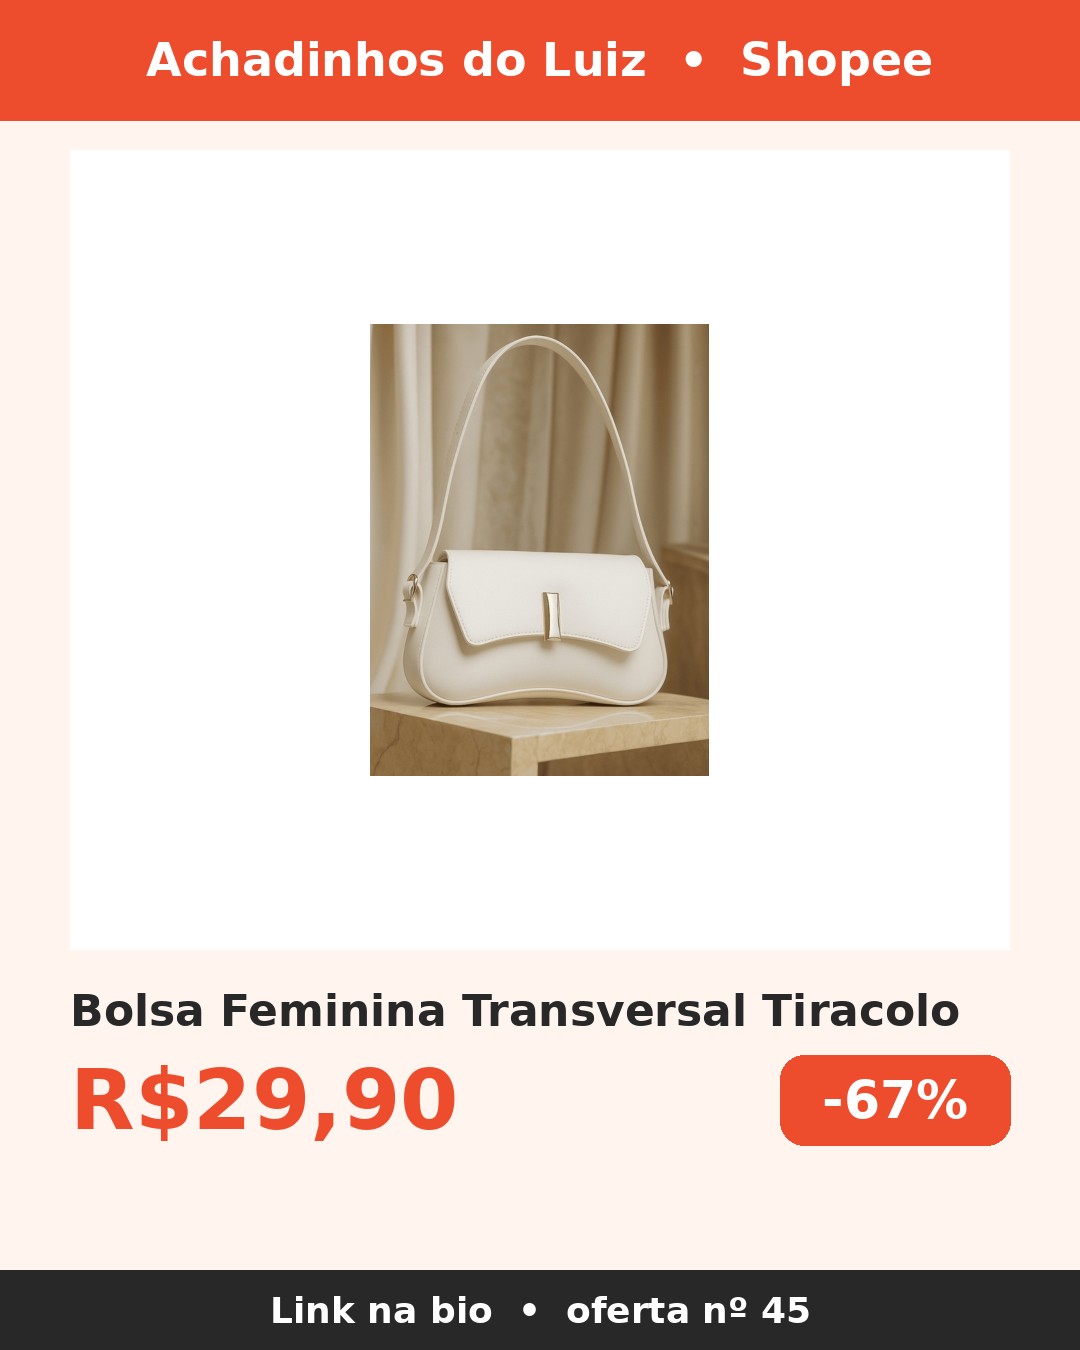 Achadinhos do Luiz • Shopee
Bolsa Feminina Transversal Tiracolo
R$29,90
-67%
Link na bio • oferta nº 45